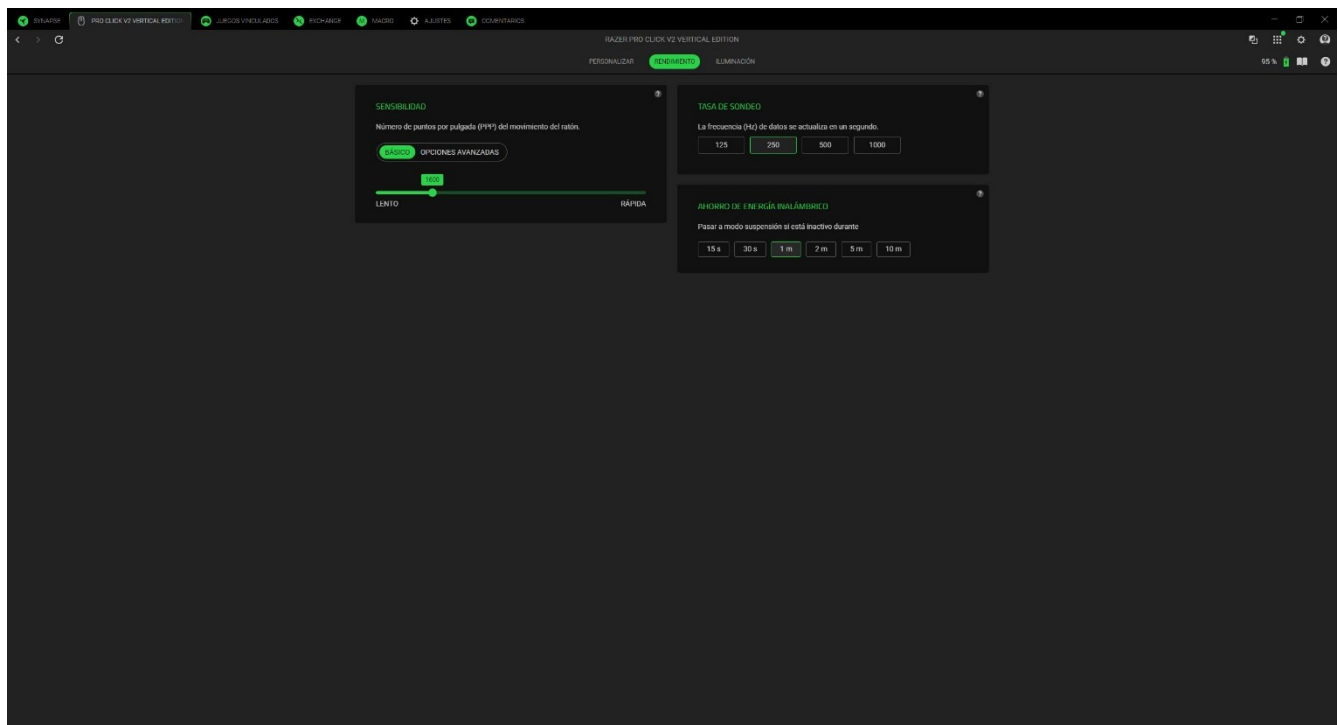 SYNAPSE PRO CLICK V2 VERTICAL EDITION JUEGOS VINCULADOS EXCHANGE MACRO AJUSTES COMENTARIOS
RAZER PRO CLICK V2 VERTICAL EDITION
PERSONALIZAR RENDIMIENTO ILUMINACIÓN 95 %
SENSIBILIDAD
Número de puntos por pulgada (PPP) del movimiento del ratón.
BÁSICO OPCIONES AVANZADAS
1600
LENTO RÁPIDA
TASA DE SONDEO
La frecuencia (Hz) de datos se actualiza en un segundo.
125 250 500 1000
AHORRO DE ENERGÍA INALÁMBRICO
Pasar a modo suspensión si está inactivo durante
15 s 30 s 1 m 2 m 5 m 10 m